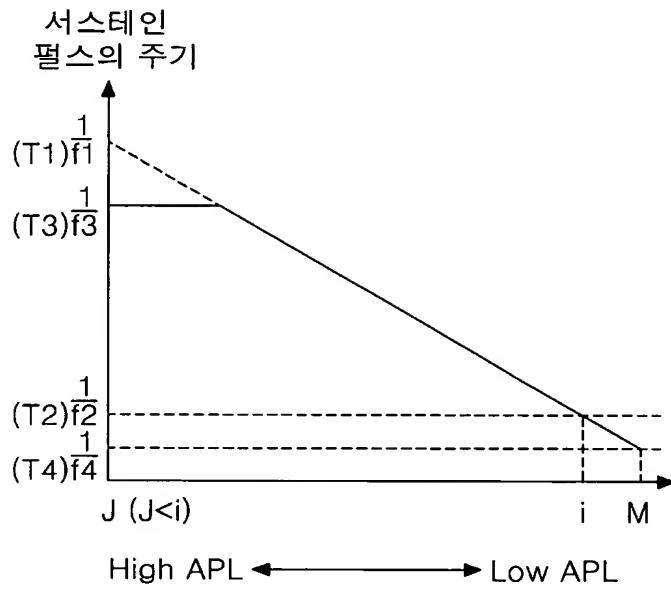 서스테인
펄스의 주기
(T1) 1/f1
(T3) 1/f3
(T2) 1/f2
(T4) 1/f4
J (J<i)
i
M
High APL
Low APL